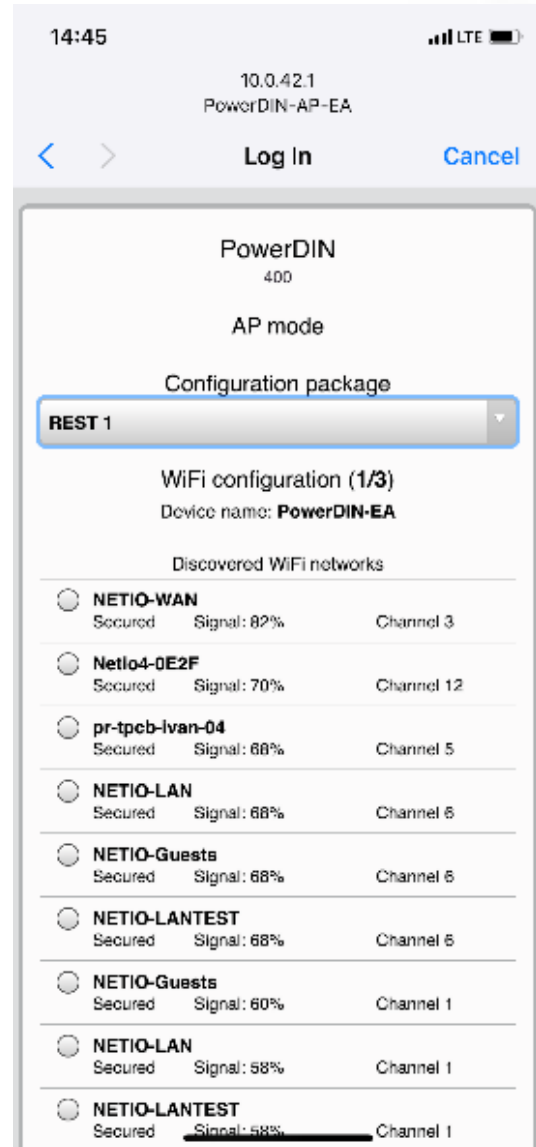 14:45 LTE
10.0.42.1
PowerDIN-AP-EA
Log In Cancel
PowerDIN
400
AP mode
Configuration package
REST 1
WiFi configuration (1/3)
Device name: PowerDIN-EA
Discovered WiFi networks
NETIO-WAN
Secured Signal: 82% Channel 3
Netio4-0E2F
Secured Signal: 70% Channel 12
pr-tpcb-ivan-04
Secured Signal: 68% Channel 5
NETIO-LAN
Secured Signal: 68% Channel 6
NETIO-Guests
Secured Signal: 68% Channel 6
NETIO-LANTEST
Secured Signal: 68% Channel 6
NETIO-Guests
Secured Signal: 60% Channel 1
NETIO-LAN
Secured Signal: 58% Channel 1
NETIO-LANTEST
Secured Signal: 58% Channel 1